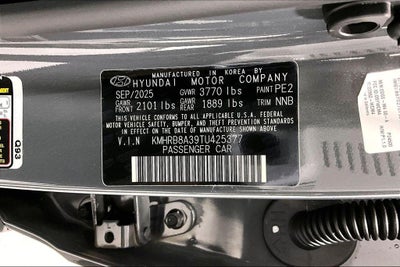 MANUFACTURED IN KOREA BY
HYUNDAI MOTOR COMPANY
SEP/2025 GVWR 3770 lbs PAINT PE2
GAWR FRONT 2101 lbs GAWR REAR 1889 lbs TRIM NNB
THIS VEHICLE CONFORMS TO ALL APPLICABLE FEDERAL
MOTOR VEHICLE SAFETY, BUMPER, AND THEFT
PREVENTION STANDARDS IN EFFECT ON THE DATE OF
MANUFACTURE SHOWN ABOVE.
V.I.N KMHRB8A39TU425377
PASSENGER CAR
Q93